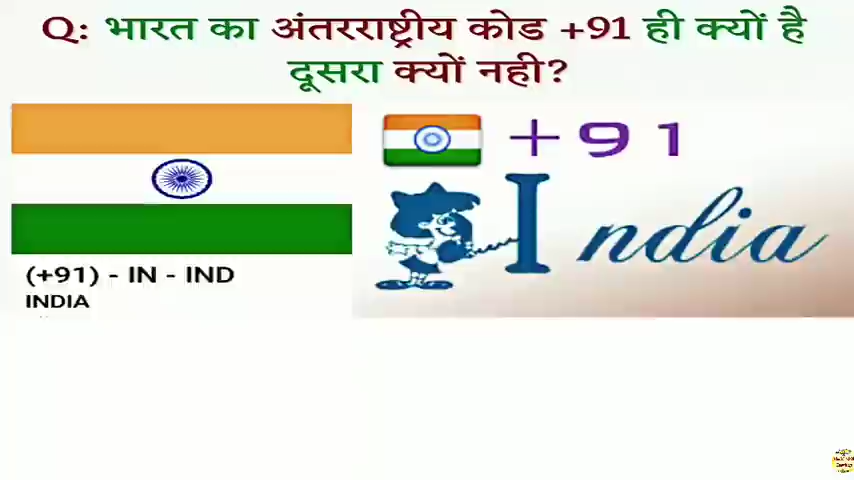 Q: भारत का अंतरराष्ट्रीय कोड +91 ही क्यों है
दूसरा क्यों नही?
+91
India
(+91) - IN - IND
INDIA